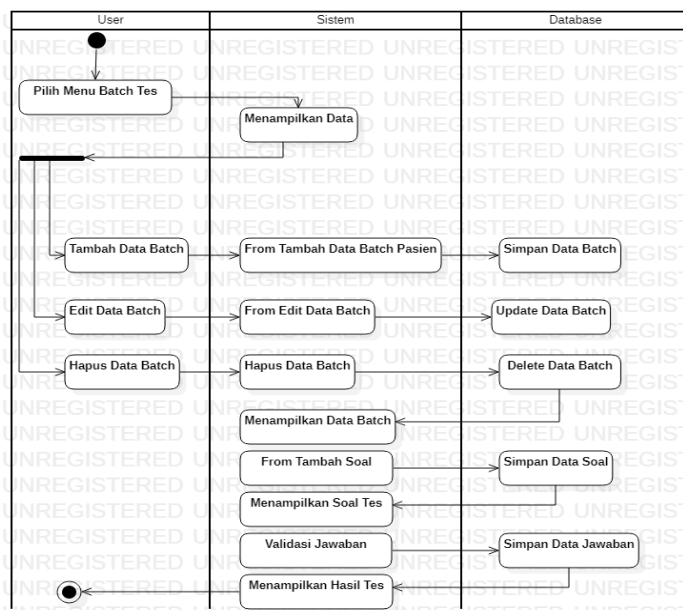 User Sistem Database
Pilih Menu Batch Tes
Menampilkan Data
Tambah Data Batch From Tambah Data Batch Pasien Simpan Data Batch
Edit Data Batch From Edit Data Batch Update Data Batch
Hapus Data Batch Hapus Data Batch Delete Data Batch
Menampilkan Data Batch
From Tambah Soal Simpan Data Soal
Menampilkan Soal Tes
Validasi Jawaban Simpan Data Jawaban
Menampilkan Hasil Tes
UNREGISTERED